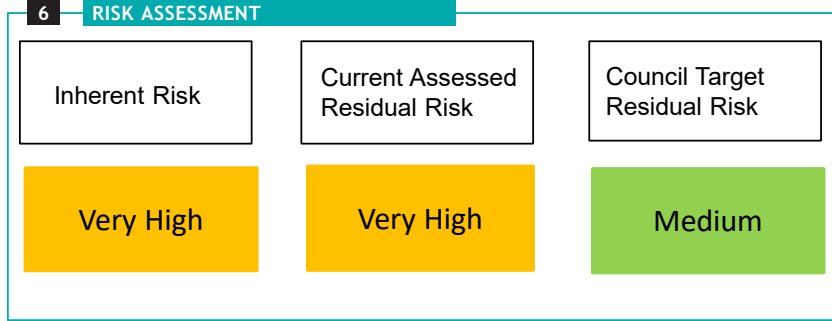 6 RISK ASSESSMENT
Inherent Risk
Current Assessed
Residual Risk
Council Target
Residual Risk
Very High
Very High
Medium